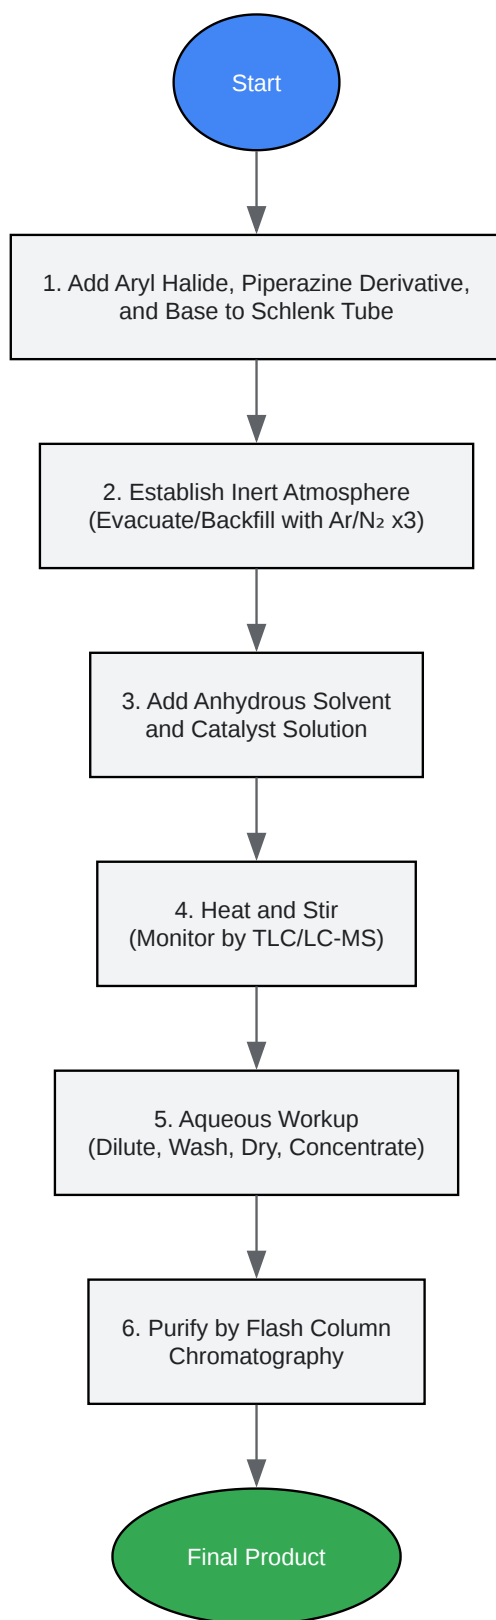 Start
1. Add Aryl Halide, Piperazine Derivative,
and Base to Schlenk Tube
2. Establish Inert Atmosphere
(Evacuate/Backfill with Ar/N₂ x3)
3. Add Anhydrous Solvent
and Catalyst Solution
4. Heat and Stir
(Monitor by TLC/LC-MS)
5. Aqueous Workup
(Dilute, Wash, Dry, Concentrate)
6. Purify by Flash Column
Chromatography
Final Product